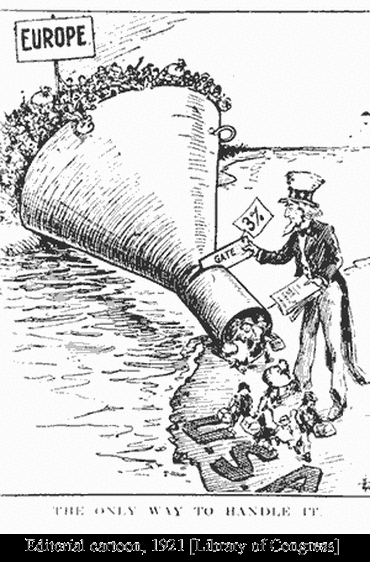 EUROPE
3%
GATE
U.S.A
THE ONLY WAY TO HANDLE IT.
Editorial cartoon, 1921 [Library of Congress]